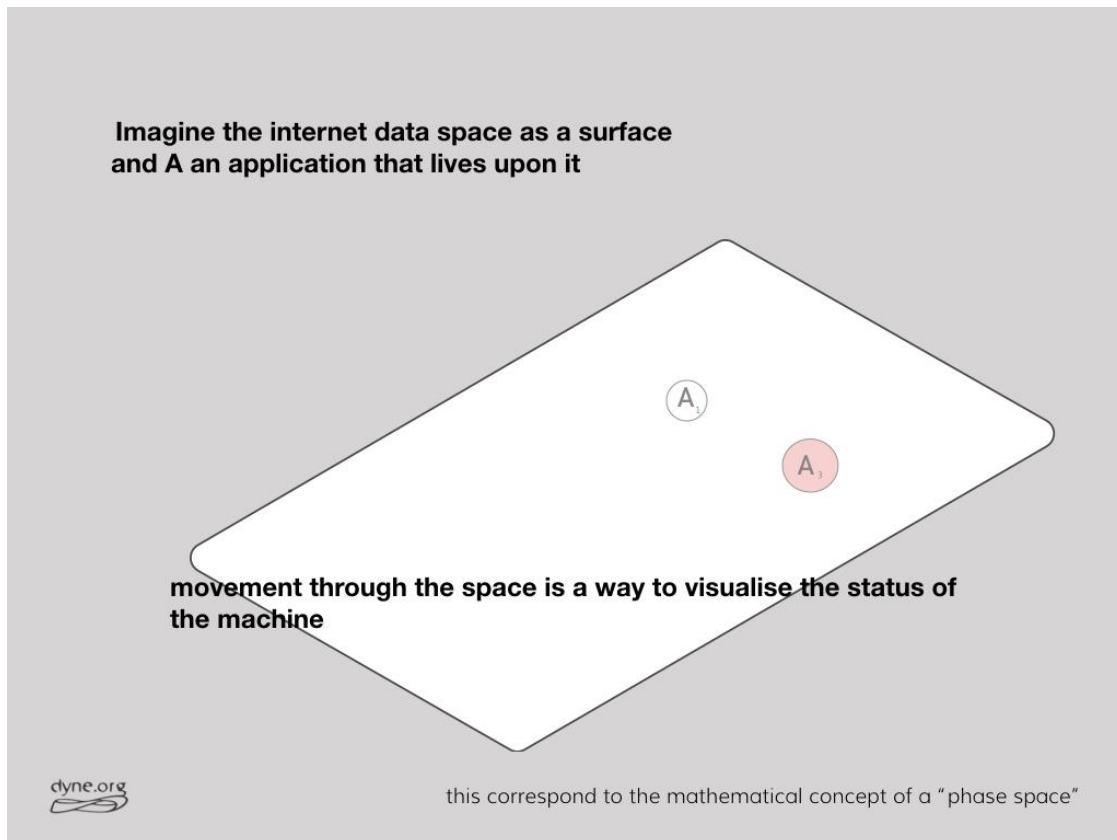 Imagine the internet data space as a surface
and A an application that lives upon it
A 1
A 3
movement through the space is a way to visualise the status of
the machine
dyne.org
this correspond to the mathematical concept of a "phase space"